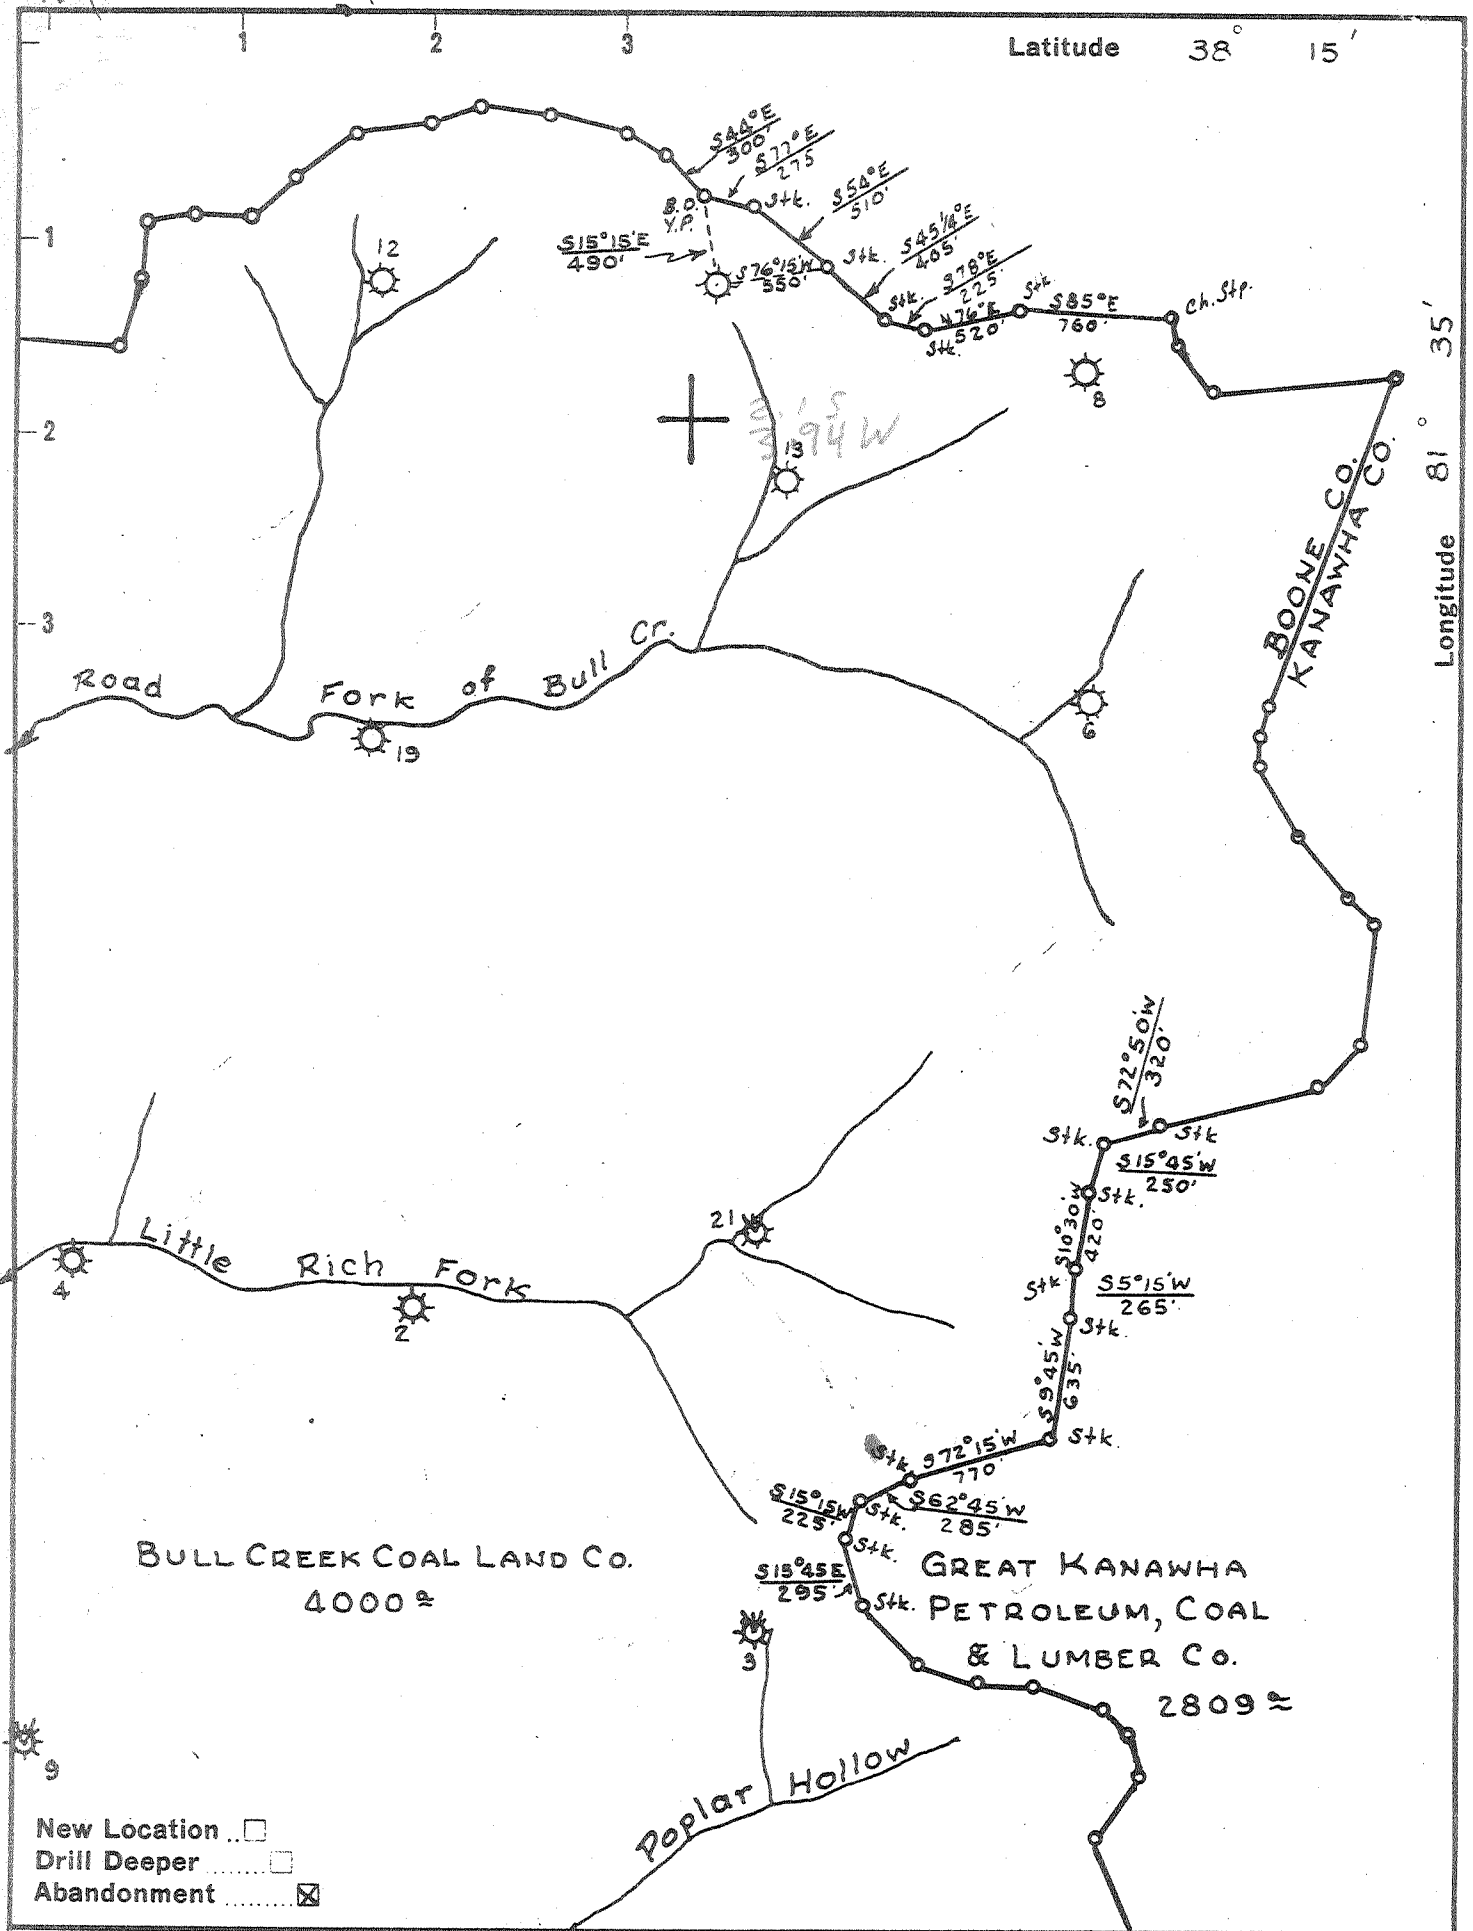 1 2 3
Latitude 38° 15'
S44°E
300'
S77°E
275
Stk.
S54°E
510'
B.O.
Y.P.
S15°15'E
490'
S76°15'W
550'
Stk.
S45¼°E
405'
Stk.
S78°E
225'
N76°E
520'
Stk.
Stk
S85°E
760'
Ch. Stp.
1
12
8
2
13
3.94 W
3
Longitude 81° 35'
BOONE CO.
KANAWHA CO.
Road Fork of Bull Cr.
19
6
S72°50'W
320'
Stk.
Stk
S15°45'W
250'
Stk.
S10°30'W
420'
Stk
S5°15'W
265'
Stk.
S9°45'W
635'
Stk.
21
Little Rich Fork
4
2
Stk
S72°15'W
770'
S62°45'W
285'
S15°15'W
225'
Stk.
Stk.
S15°45'E
295'
Stk.
BULL CREEK COAL LAND CO.
4000 ±
GREAT KANAWHA
PETROLEUM, COAL
& LUMBER CO.
2809 ±
3
9
Poplar Hollow
New Location
Drill Deeper
Abandonment